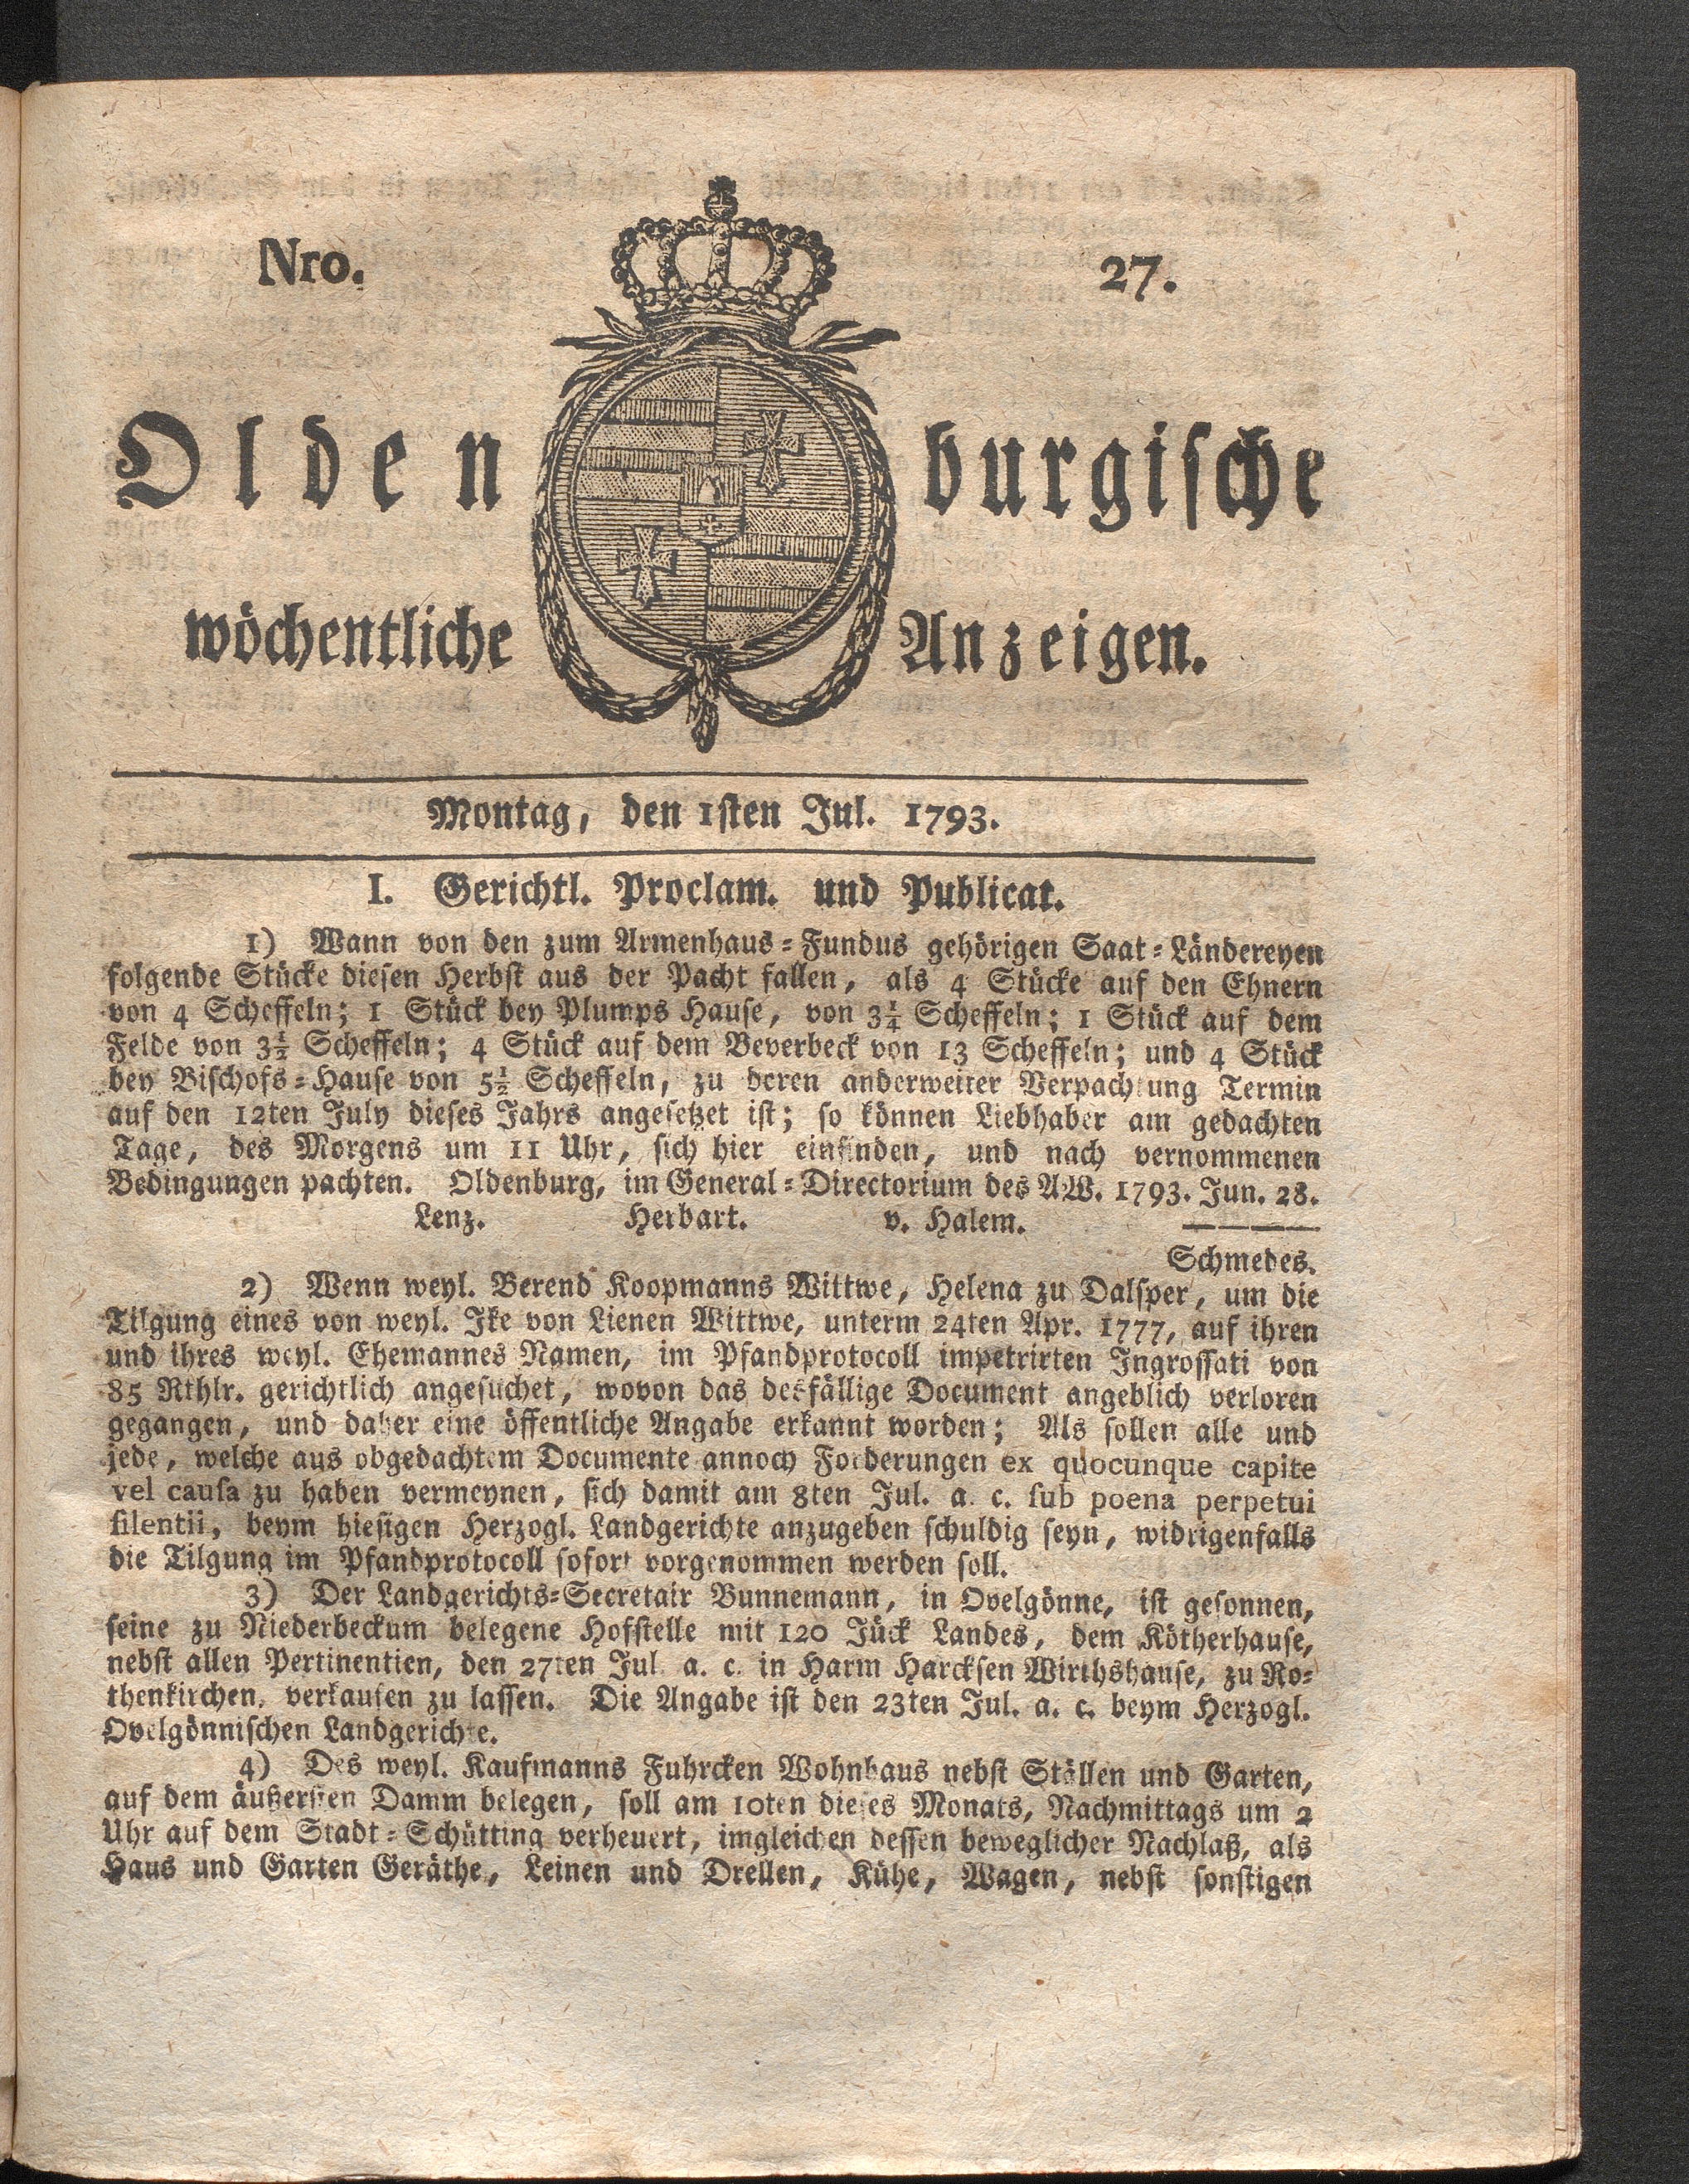 Nro. 27.
Oldenburgische
wöchentliche Anzeigen.
Montag, den 1sten Jul. 1793.
I. Gerichtl. Proclam. und Publicat.
1) Wann von den zum Armenhaus-Fundus gehörigen Saat-Ländereyen
folgende Stücke diesen Herbst aus der Pacht fallen, als 4 Stücke auf den Ehnern
von 4 Scheffeln; 1 Stück bey Plumps Hause, von 3¼ Scheffeln; 1 Stück auf dem
Felde von 3½ Scheffeln; 4 Stück auf dem Beverbeck von 13 Scheffeln; und 4 Stück
bey Bischofs-Hause von 5½ Scheffeln, zu deren anderweiter Verpachtung Termin
auf den 12ten July dieses Jahrs angesetzet ist; so können Liebhaber am gedachten
Tage, des Morgens um 11 Uhr, sich hier einfinden, und nach vernommenen
Bedingungen pachten. Oldenburg, im General-Directorium des AW. 1793. Jun. 28.
Lenz. Herbart. v. Halem.
Schmedes.
2) Wenn weyl. Berend Koopmanns Wittwe, Helena zu Dalsper, um die
Tilgung eines von weyl. Ike von Lienen Wittwe, unterm 24ten Apr. 1777, auf ihren
und ihres weyl. Ehemannes Namen, im Pfandprotocoll impetrirten Ingrossati von
85 Rthlr. gerichtlich angesuchet, wovon das desfällige Document angeblich verloren
gegangen, und daher eine öffentliche Angabe erkannt worden; Als sollen alle und
jede, welche aus obgedachtem Documente annoch Forderungen ex quocunque capite
vel causa zu haben vermeynen, sich damit am 8ten Jul. a. c. sub poena perpetui
silentii, beym hiesigen Herzogl. Landgerichte anzugeben schuldig seyn, widrigenfalls
die Tilgung im Pfandprotocoll sofort vorgenommen werden soll.
3) Der Landgerichts-Secretair Bunnemann, in Ovelgönne, ist gesonnen,
seine zu Niederbeckum belegene Hofstelle mit 120 Jück Landes, dem Kötherhause,
nebst allen Pertinentien, den 27ten Jul. a. c. in Harm Harcksen Wirthshause, zu Ro-
thenkirchen, verkaufen zu lassen. Die Angabe ist den 23ten Jul. a. c. beym Herzogl.
Ovelgönnischen Landgerichte.
4) Des weyl. Kaufmanns Fuhrcken Wohnhaus nebst Ställen und Garten,
auf dem äußersten Damm belegen, soll am 10ten dieses Monats, Nachmittags um 2
Uhr auf dem Stadt-Schütting verheuert, imgleichen dessen beweglicher Nachlaß, als
Haus und Garten Geräthe, Leinen und Drellen, Kühe, Wagen, nebst sonstigen